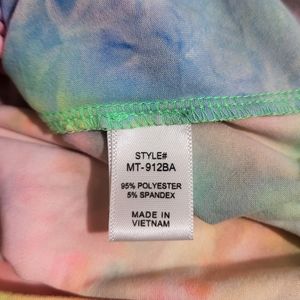 STYLE#
MT-912BA
95% POLYESTER
5% SPANDEX
MADE IN
VIETNAM